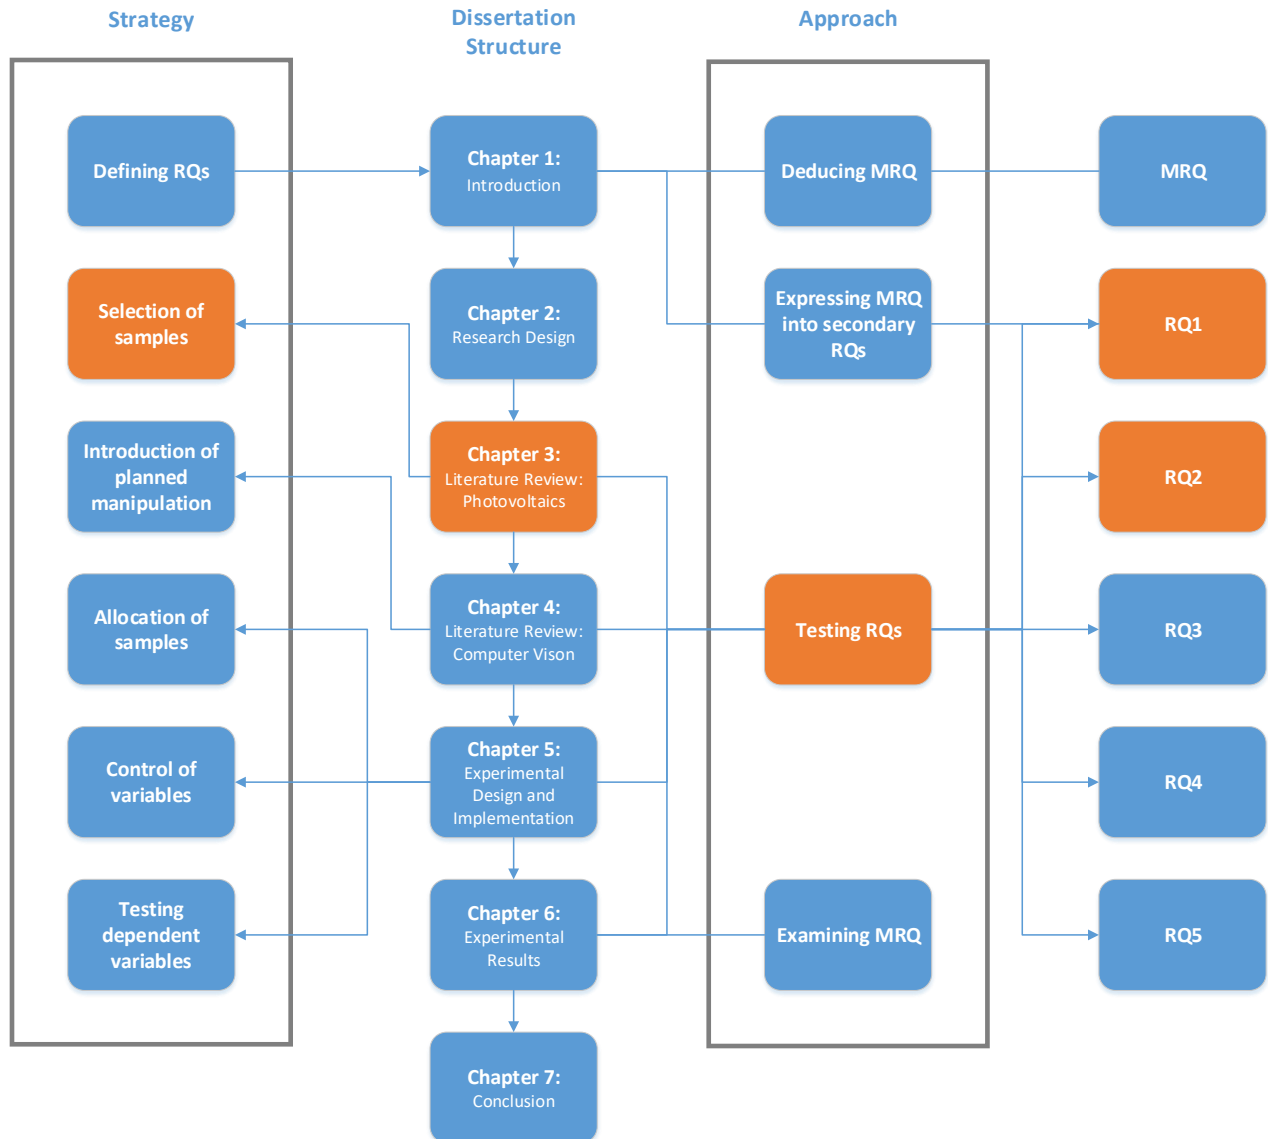 Strategy
Dissertation
Structure
Approach
Defining RQs
Chapter 1:
Introduction
Deducing MRQ
MRQ
Selection of
samples
Chapter 2:
Research Design
Expressing MRQ
into secondary
RQs
RQ1
Introduction of
planned
manipulation
Chapter 3:
Literature Review:
Photovoltaics
RQ2
Allocation of
samples
Chapter 4:
Literature Review:
Computer Vison
Testing RQs
RQ3
Control of
variables
Chapter 5:
Experimental
Design and
Implementation
RQ4
Testing
dependent
variables
Chapter 6:
Experimental
Results
Examining MRQ
RQ5
Chapter 7:
Conclusion